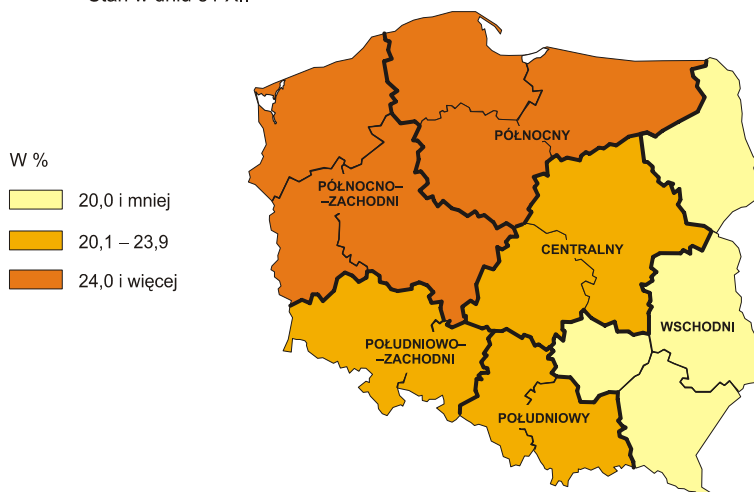 W %
20,0 i mniej
20,1 – 23,9
24,0 i więcej
PÓŁNOCNY
PÓŁNOCNO–
–ZACHODNI
CENTRALNY
WSCHODNI
POŁUDNIOWO–
–ZACHODNI
POŁUDNIOWY